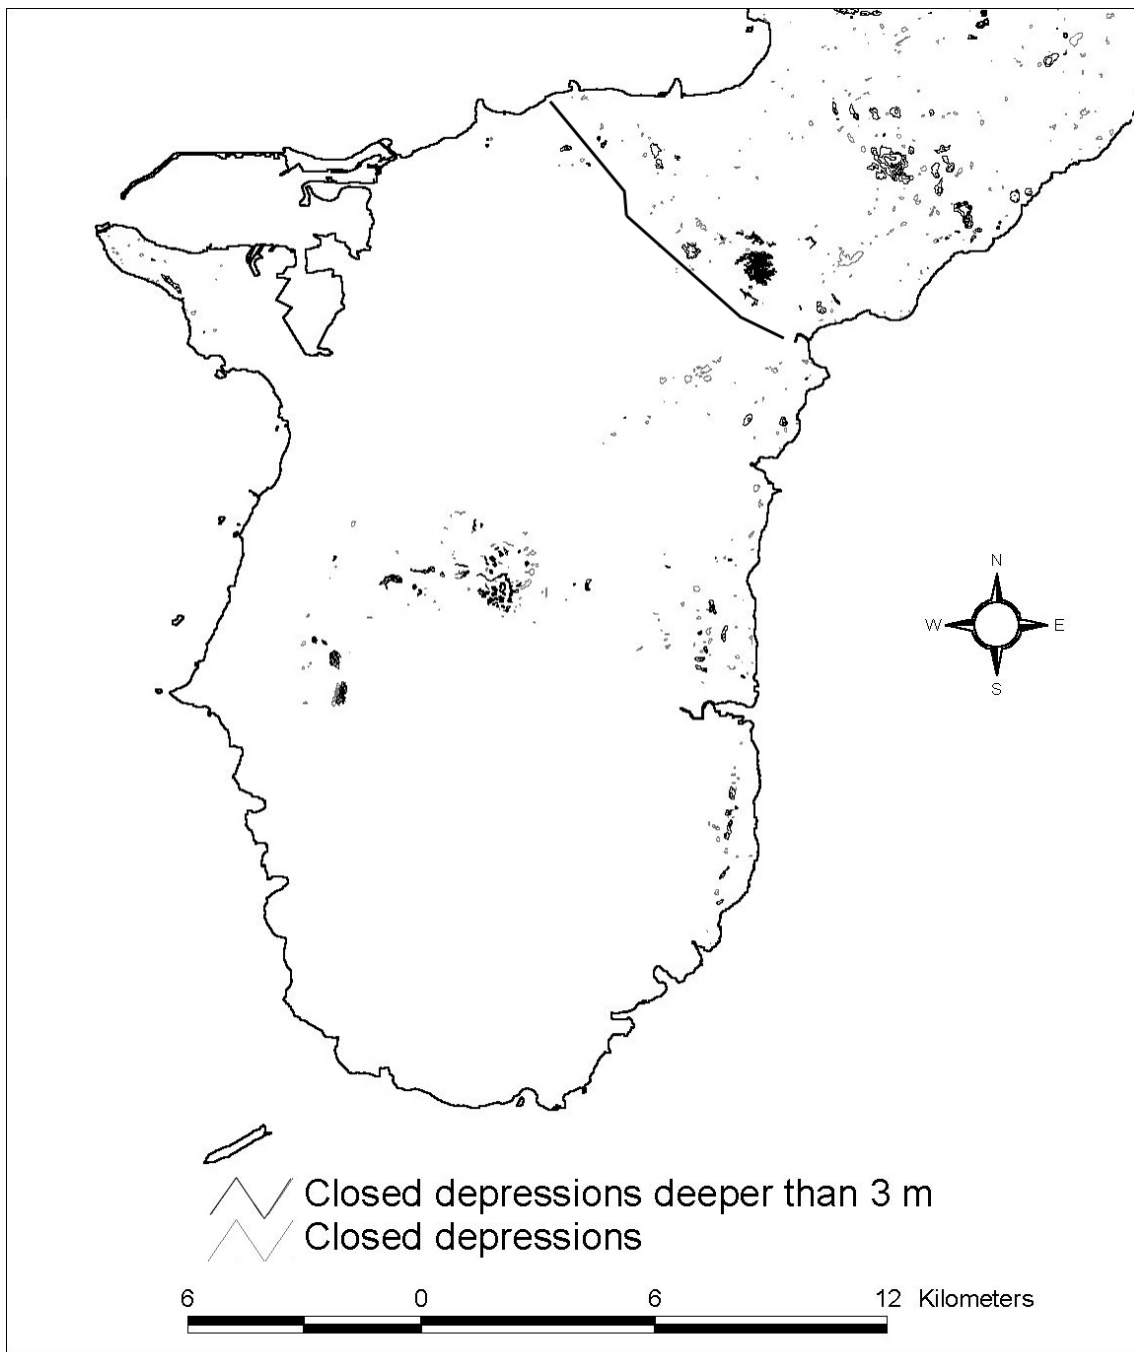 N
W E
S
Closed depressions deeper than 3 m
Closed depressions
6 0 6 12 Kilometers